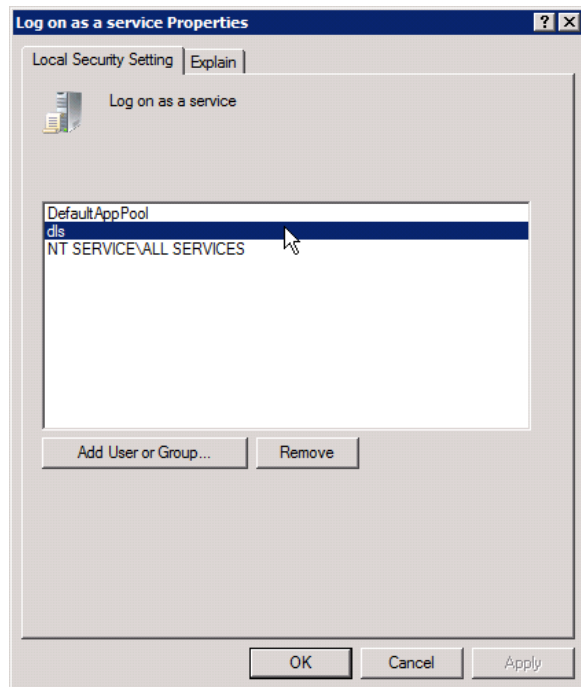 Log on as a service Properties
Local Security Setting
Explain
Log on as a service
DefaultAppPool
dls
NT SERVICE\ALL SERVICES
Add User or Group...
Remove
OK
Cancel
Apply